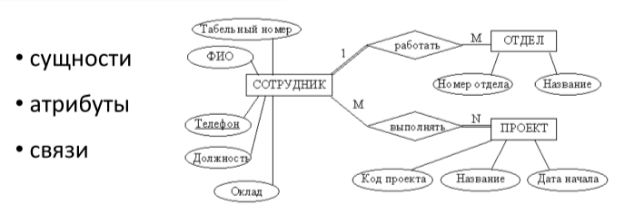 • сущности
• атрибуты
• связи
Табельный номер
ФИО
СОТРУДНИК
Телефон
Должность
Оклад
1
работать
M
ОТДЕЛ
Номер отдела
Название
M
выполнять
N
ПРОЕКТ
Код проекта
Название
Дата начала